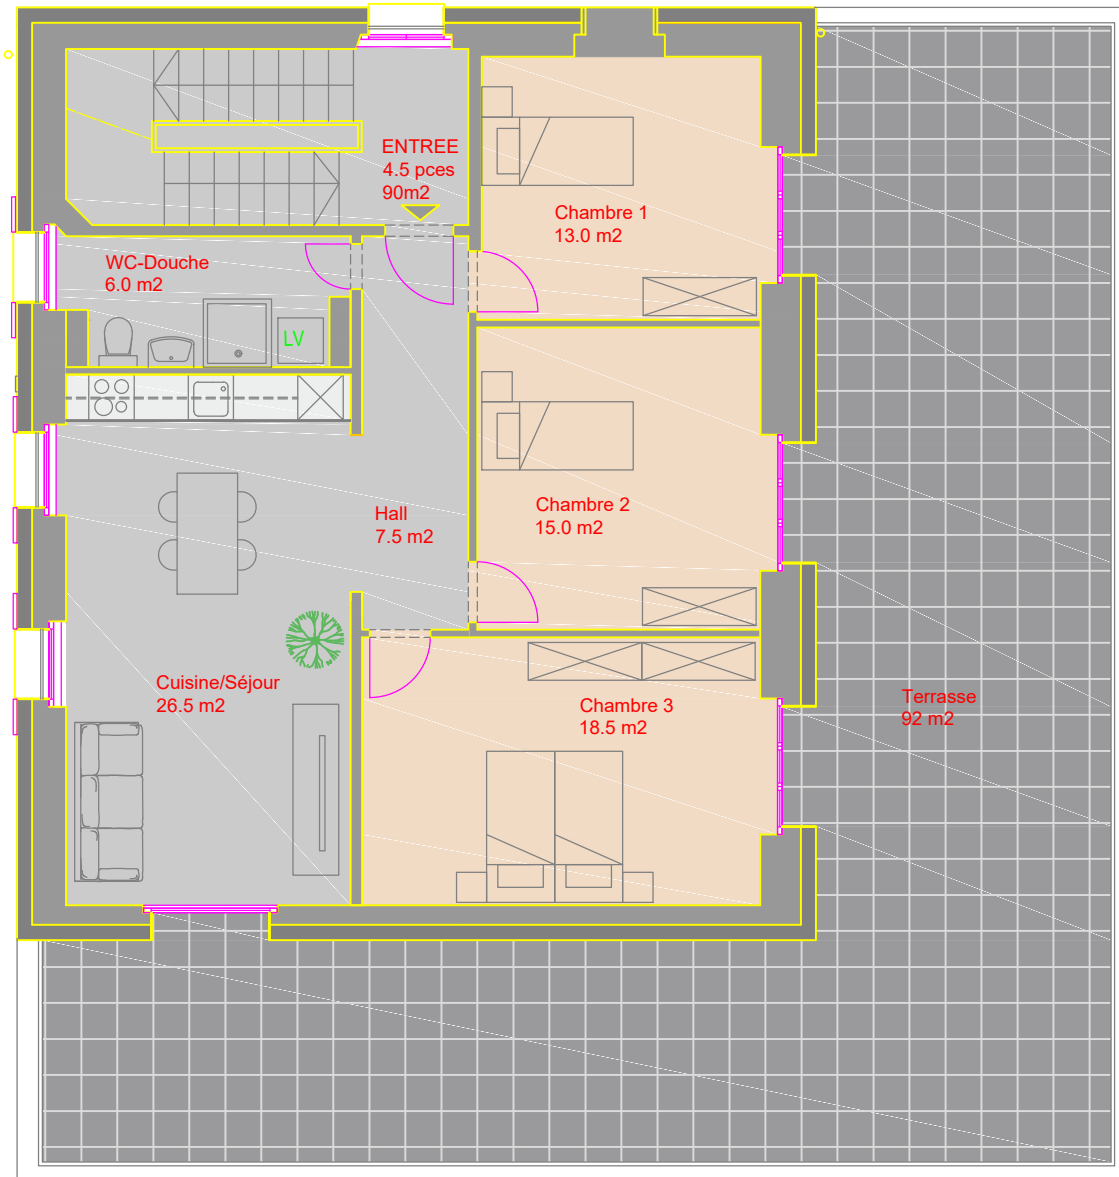 ENTREE
4.5 pces
90m2
Chambre 1
13.0 m2
WC-Douche
6.0 m2
LV
Chambre 2
15.0 m2
Hall
7.5 m2
Cuisine/Séjour
26.5 m2
Chambre 3
18.5 m2
Terrasse
92 m2